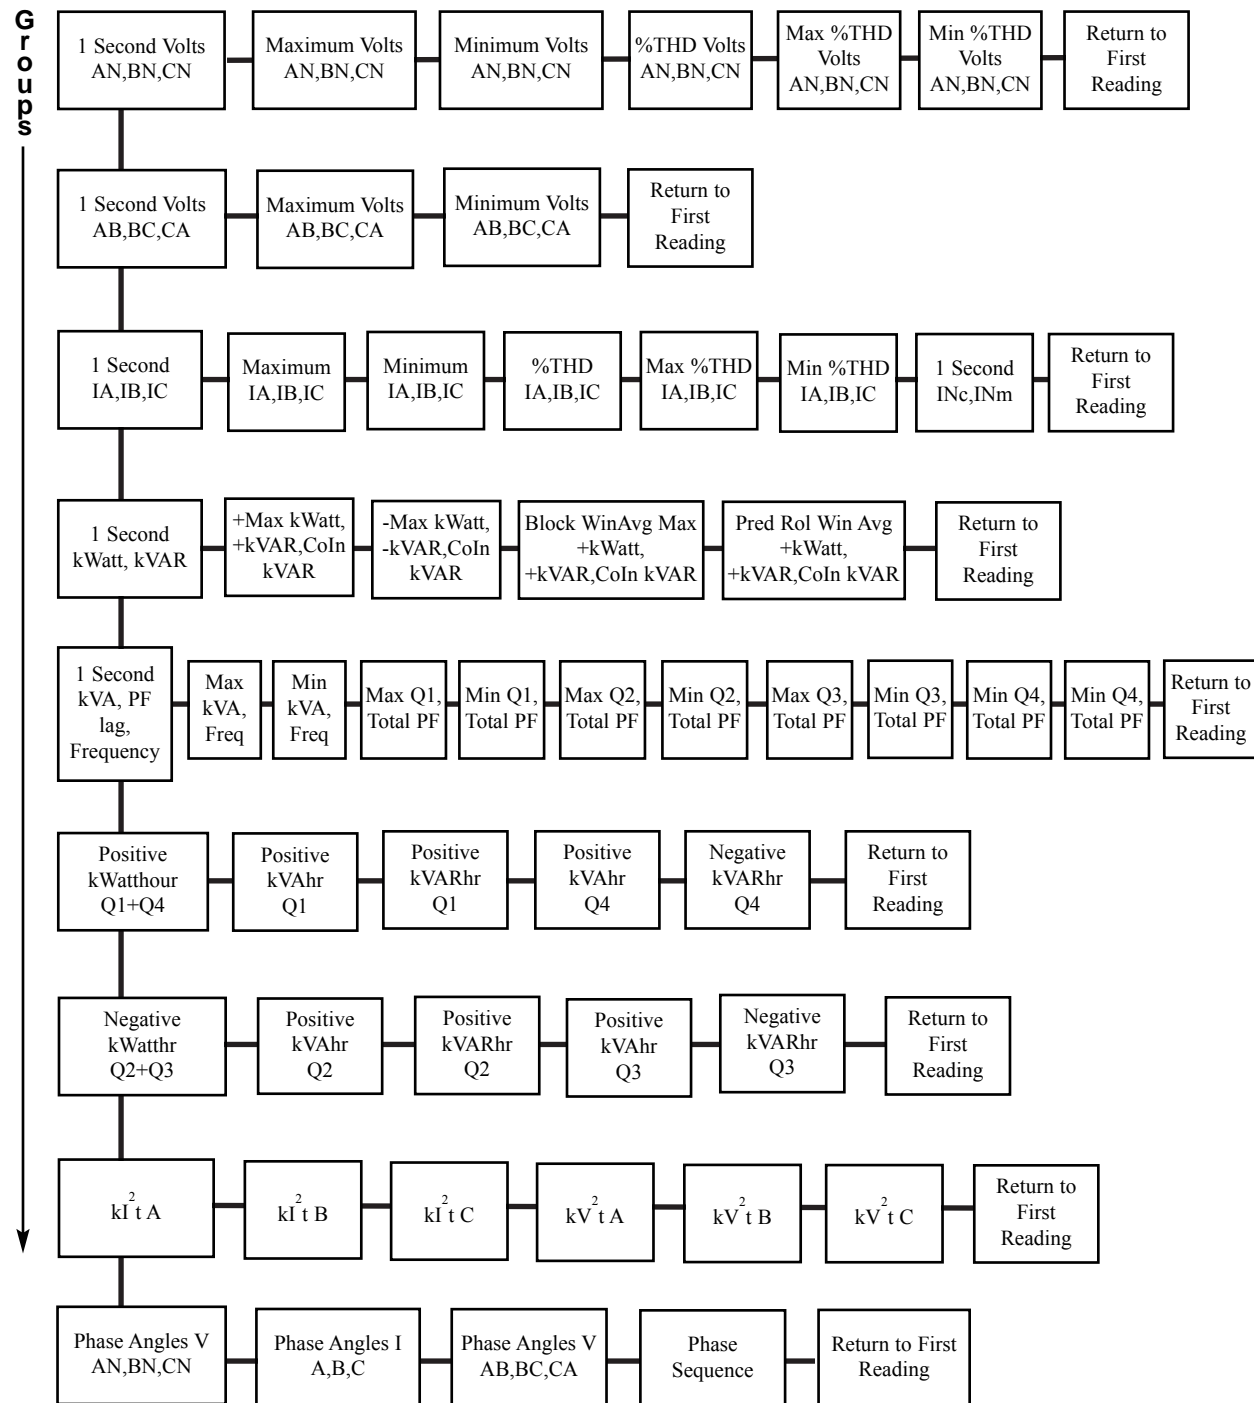 Groups
1 Second Volts
AN,BN,CN
Maximum Volts
AN,BN,CN
Minimum Volts
AN,BN,CN
%THD Volts
AN,BN,CN
Max %THD
Volts
AN,BN,CN
Min %THD
Volts
AN,BN,CN
Return to
First
Reading
1 Second Volts
AB,BC,CA
Maximum Volts
AB,BC,CA
Minimum Volts
AB,BC,CA
Return to
First
Reading
1 Second
IA,IB,IC
Maximum
IA,IB,IC
Minimum
IA,IB,IC
%THD
IA,IB,IC
Max %THD
IA,IB,IC
Min %THD
IA,IB,IC
1 Second
INc,INm
Return to
First
Reading
1 Second
kWatt, kVAR
+Max kWatt,
+kVAR,CoIn
kVAR
-Max kWatt,
-kVAR,CoIn
kVAR
Block WinAvg Max
+kWatt,
+kVAR,CoIn kVAR
Pred Rol Win Avg
+kWatt,
+kVAR,CoIn kVAR
Return to
First
Reading
1 Second
kVA, PF
lag,
Frequency
Max
kVA,
Freq
Min
kVA,
Freq
Max Q1,
Total PF
Min Q1,
Total PF
Max Q2,
Total PF
Min Q2,
Total PF
Max Q3,
Total PF
Min Q3,
Total PF
Min Q4,
Total PF
Min Q4,
Total PF
Return to
First
Reading
Positive
kWatthour
Q1+Q4
Positive
kVAhr
Q1
Positive
kVARhr
Q1
Positive
kVAhr
Q4
Negative
kVARhr
Q4
Return to
First
Reading
Negative
kWatthr
Q2+Q3
Positive
kVAhr
Q2
Positive
kVARhr
Q2
Positive
kVAhr
Q3
Negative
kVARhr
Q3
Return to
First
Reading
kI²t A
kI²t B
kI²t C
kV²t A
kV²t B
kV²t C
Return to
First
Reading
Phase Angles V
AN,BN,CN
Phase Angles I
A,B,C
Phase Angles V
AB,BC,CA
Phase
Sequence
Return to First
Reading